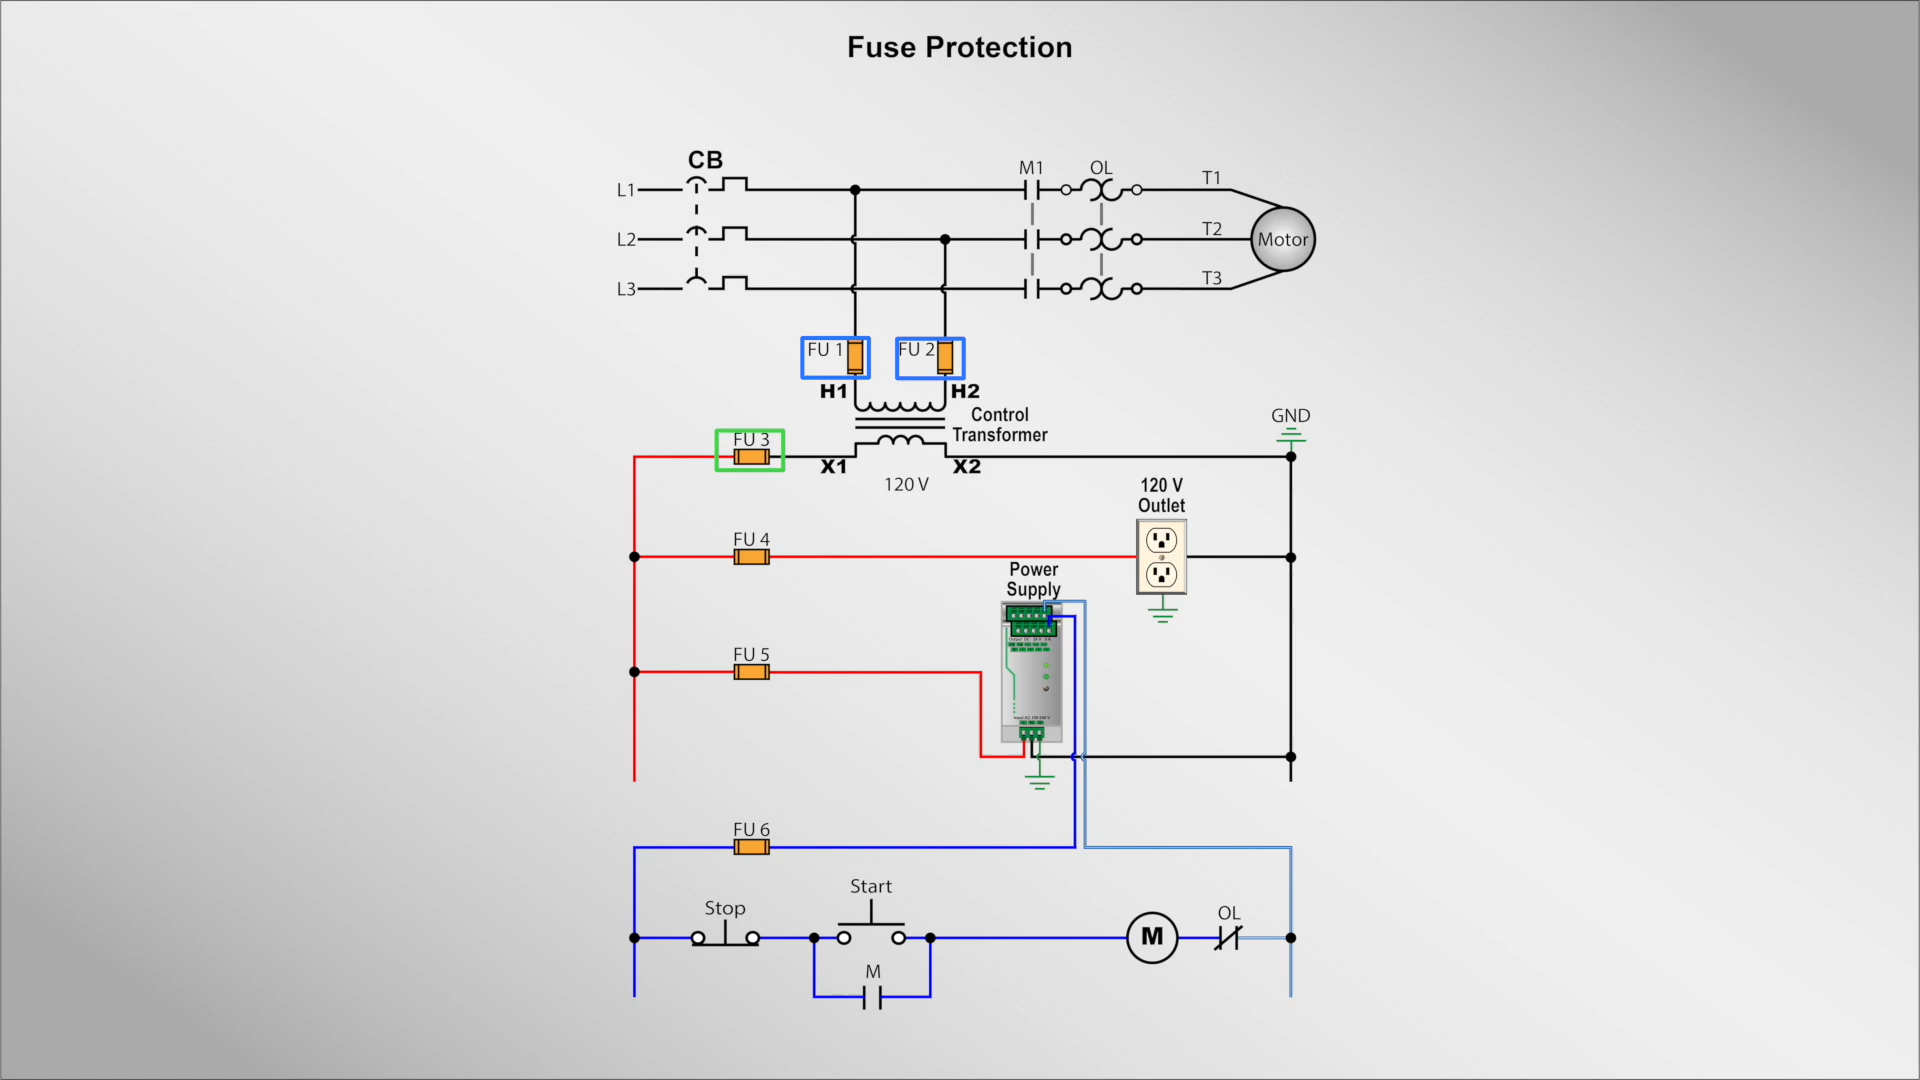 Fuse Protection
CB
M1
OL
L1
T1
L2
T2
Motor
L3
T3
FU 1
FU 2
H1
H2
Control
Transformer
GND
FU 3
X1
X2
120 V
120 V
Outlet
FU 4
Power
Supply
FU 5
FU 6
Start
Stop
M
OL
M